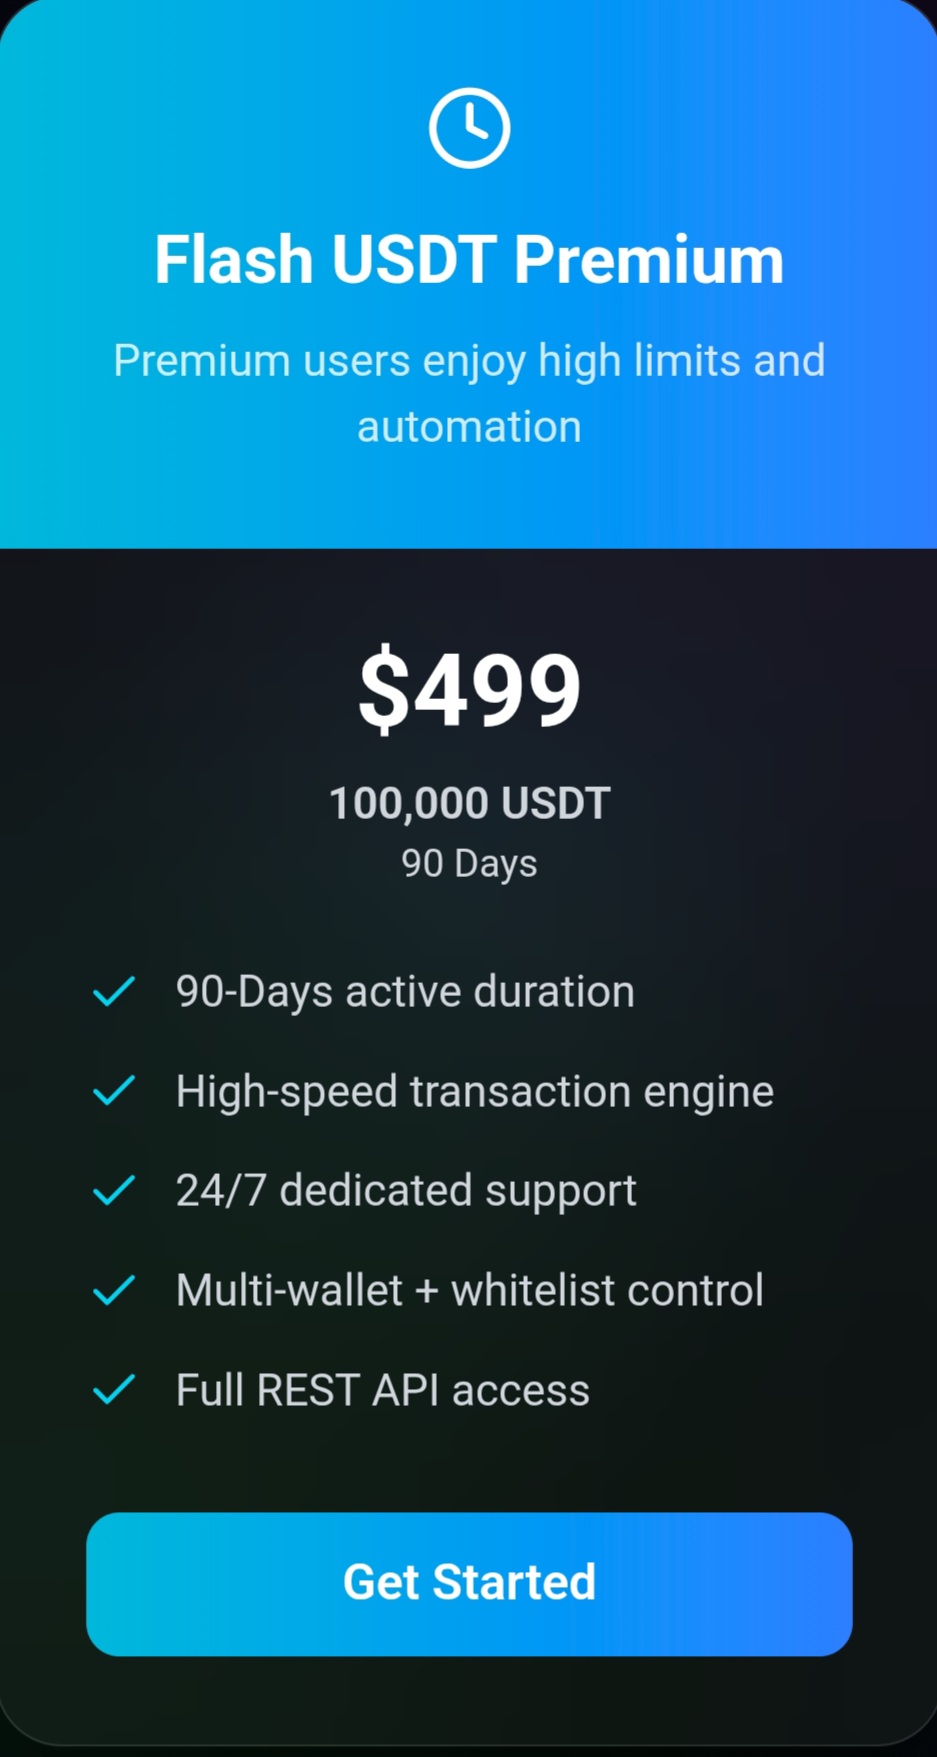 Flash USDT Premium
Premium users enjoy high limits and
automation
$499
100,000 USDT
90 Days
90-Days active duration
High-speed transaction engine
24/7 dedicated support
Multi-wallet + whitelist control
Full REST API access
Get Started